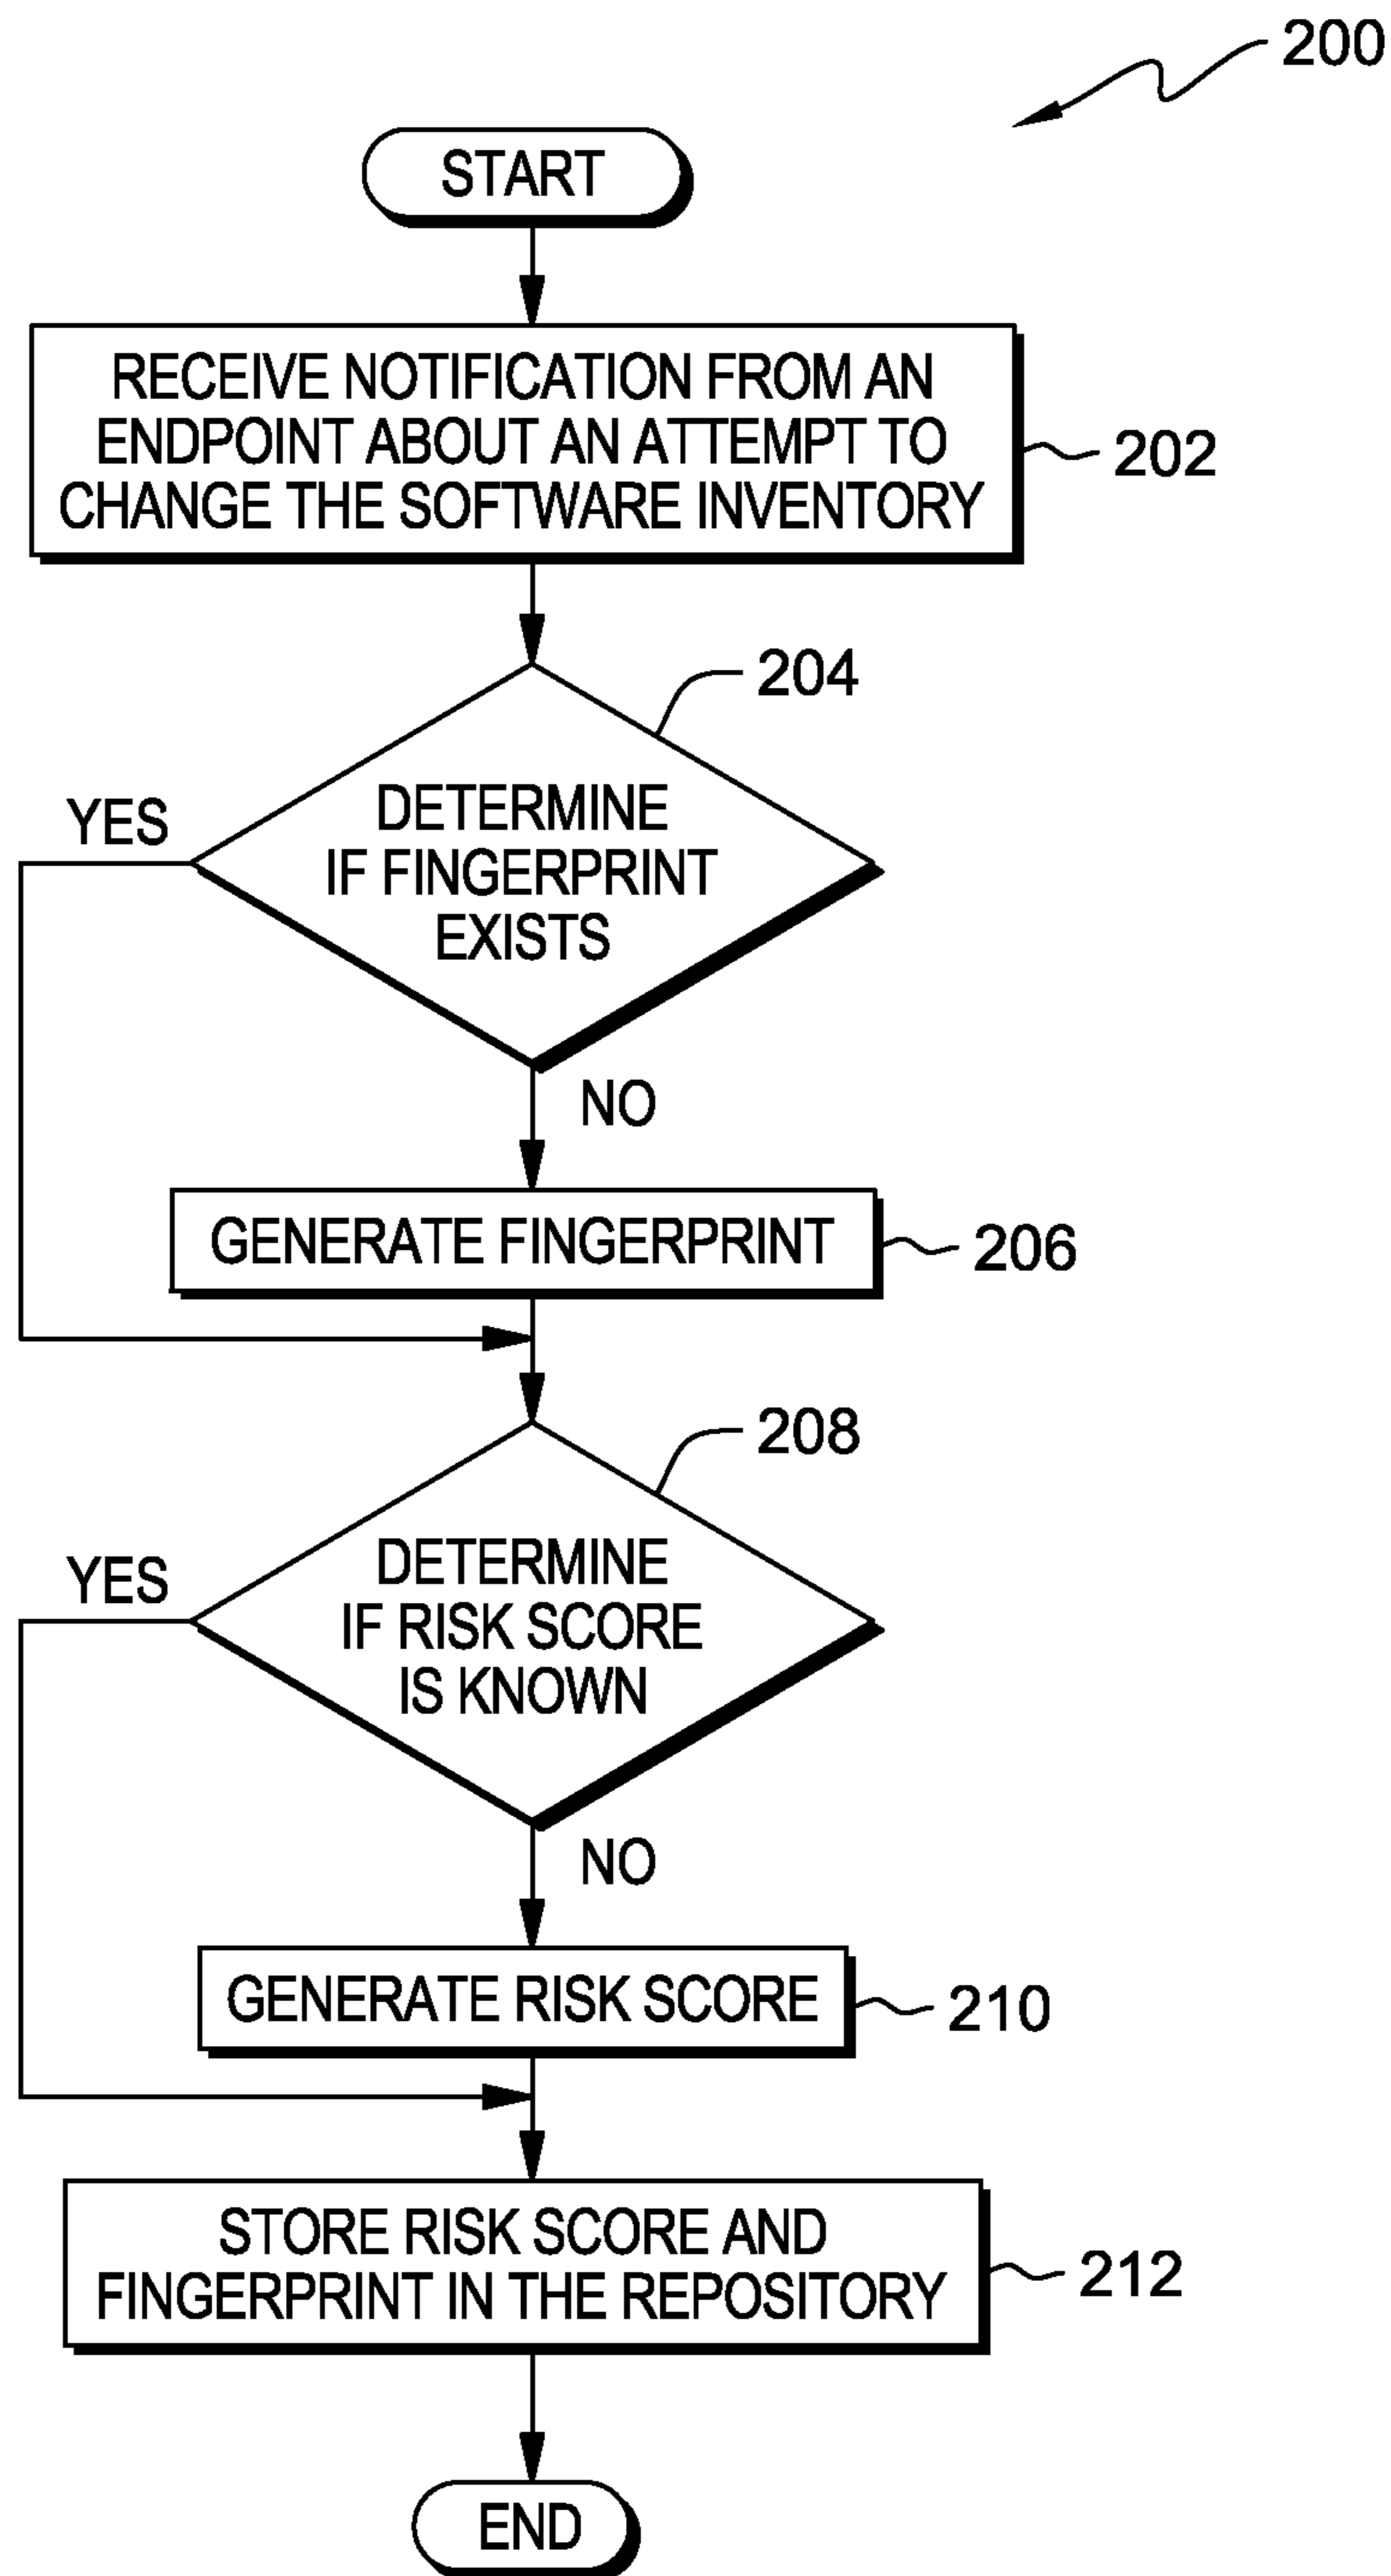 200
START
RECEIVE NOTIFICATION FROM AN
ENDPOINT ABOUT AN ATTEMPT TO
CHANGE THE SOFTWARE INVENTORY
202
204
DETERMINE
IF FINGERPRINT
EXISTS
YES
NO
GENERATE FINGERPRINT
206
208
DETERMINE
IF RISK SCORE
IS KNOWN
YES
NO
GENERATE RISK SCORE
210
STORE RISK SCORE AND
FINGERPRINT IN THE REPOSITORY
212
END